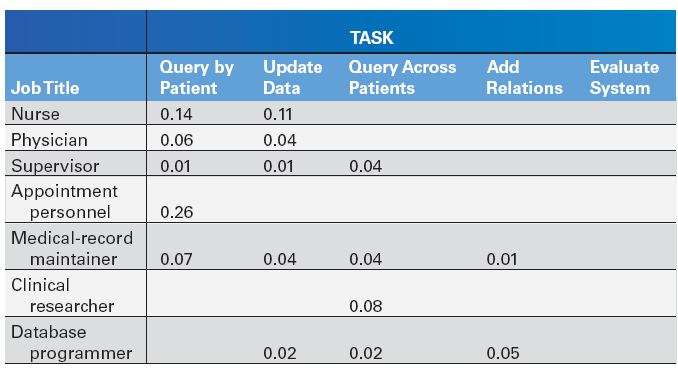 TASK
Job Title Query by Patient Update Data Query Across Patients Add Relations Evaluate System
Nurse 0.14 0.11
Physician 0.06 0.04
Supervisor 0.01 0.01 0.04
Appointment
personnel 0.26
Medical-record
maintainer 0.07 0.04 0.04 0.01
Clinical
researcher 0.08
Database
programmer 0.02 0.02 0.05